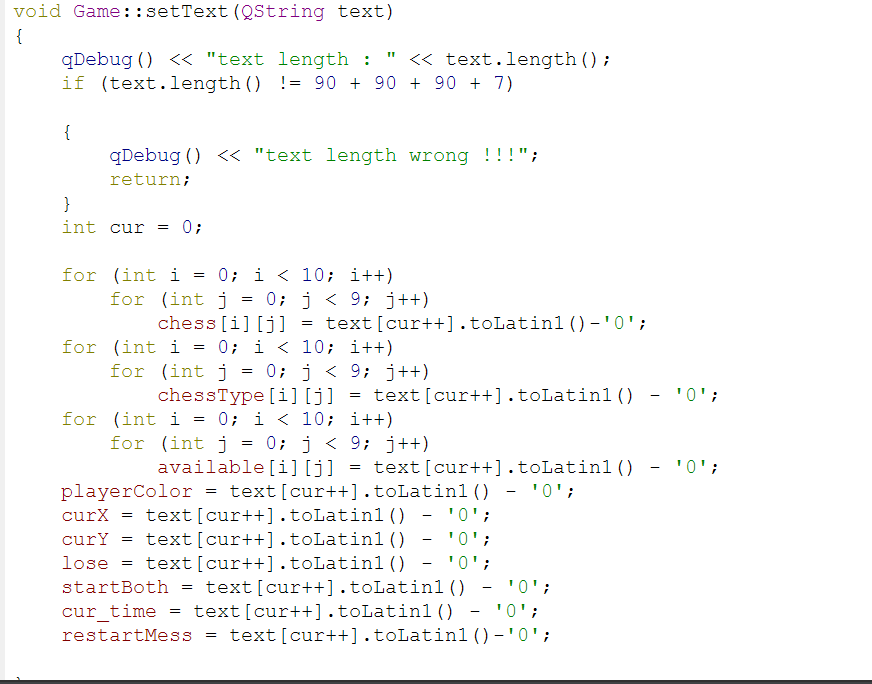 void Game::setText(QString text)
{
    qDebug() << "text length : " << text.length();
    if (text.length() != 90 + 90 + 90 + 7)

    {
        qDebug() << "text length wrong !!!";
        return;
    }
    int cur = 0;

    for (int i = 0; i < 10; i++)
        for (int j = 0; j < 9; j++)
            chess[i][j] = text[cur++].toLatin1()-'0';
    for (int i = 0; i < 10; i++)
        for (int j = 0; j < 9; j++)
            chessType[i][j] = text[cur++].toLatin1() - '0';
    for (int i = 0; i < 10; i++)
        for (int j = 0; j < 9; j++)
            available[i][j] = text[cur++].toLatin1() - '0';
    playerColor = text[cur++].toLatin1() - '0';
    curX = text[cur++].toLatin1() - '0';
    curY = text[cur++].toLatin1() - '0';
    lose = text[cur++].toLatin1() - '0';
    startBoth = text[cur++].toLatin1() - '0';
    cur_time = text[cur++].toLatin1() - '0';
    restartMess = text[cur++].toLatin1()-'0';